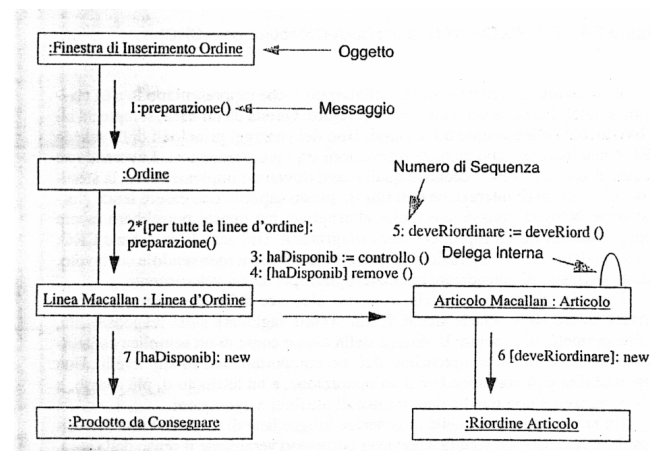 :Finestra di Inserimento Ordine
Oggetto
1:preparazione()
Messaggio
:Ordine
Numero di Sequenza
2*[per tutte le linee d'ordine]:
preparazione()
5: deveRiordinare := deveRiord ()
Delega Interna
3: haDisponib := controllo ()
4: [haDisponib] remove ()
Linea Macallan : Linea d'Ordine
Articolo Macallan : Articolo
7 [haDisponib]: new
6 [deveRiordinare]: new
:Prodotto da Consegnare
:Riordine Articolo